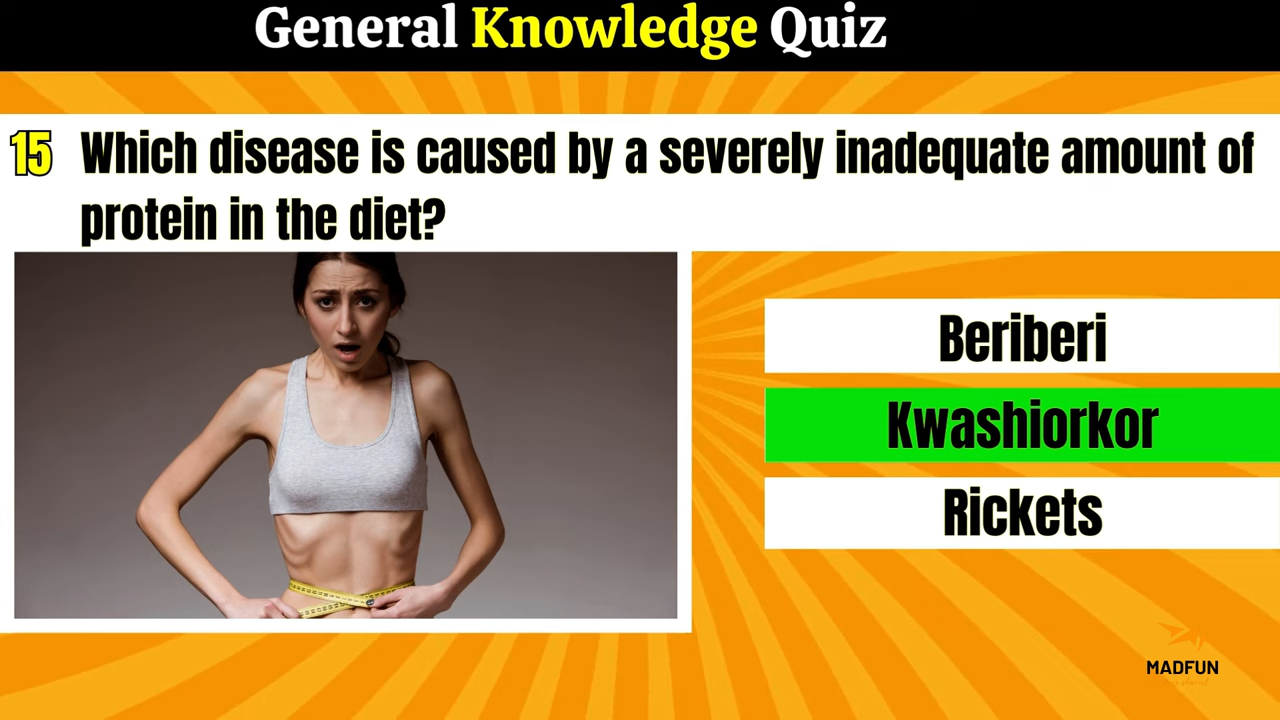 General Knowledge Quiz
15 Which disease is caused by a severely inadequate amount of
protein in the diet?
Beriberi
Kwashiorkor
Rickets
MADFUN